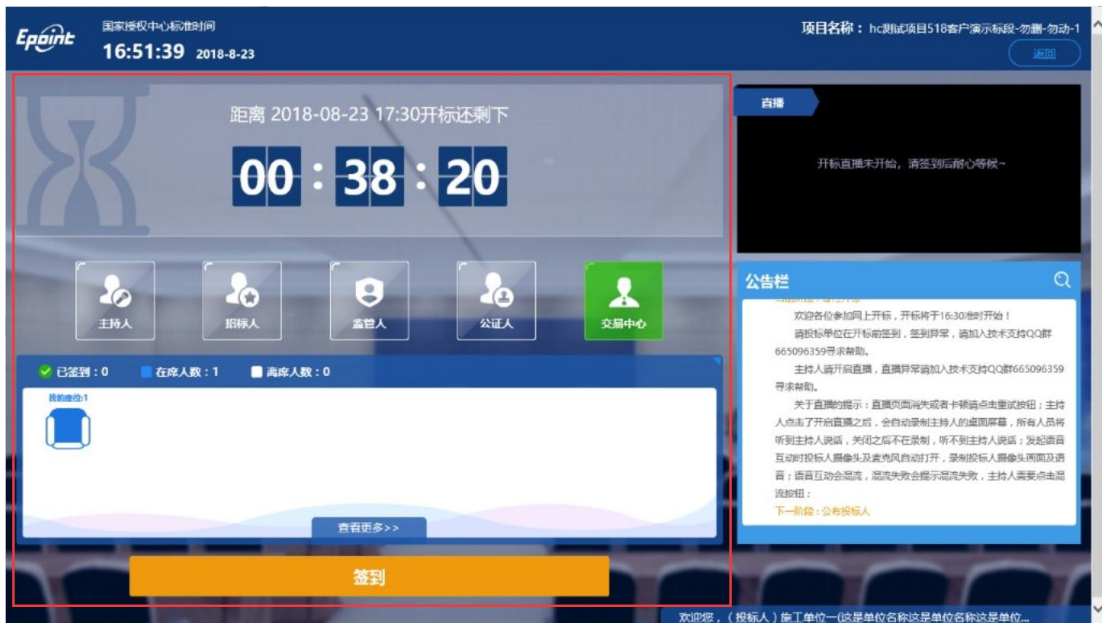 Epoint
国家授权中心标准时间
16:51:39 2018-8-23
项目名称：hc测试项目518客户演示标段-勿删-勿动-1
返回
距离 2018-08-23 17:30开标还剩下
00 : 38 : 20
主持人
招标人
监管人
公证人
交易中心
已签到：0
在席人数：1
离席人数：0
我的座位:1
查看更多>>
签到
直播
开标直播未开始，请签到后耐心等候~
公告栏
欢迎各位参加网上开标，开标将于16:30准时开始！
请投标单位在开标前签到，签到异常，请加入技术支持QQ群
665096359寻求帮助。
主持人请开启直播，直播异常请加入技术支持QQ群665096359
寻求帮助。
关于直播的提示：直播页面消失或者卡顿请点击重试按钮；主持
人点击了开启直播之后，会自动录制主持人的桌面屏幕，所有人员将
听到主持人说话，关闭之后不在录制，听不到主持人说话；发起语音
互动时投标人摄像头及麦克风自动打开，录制投标人摄像头画面及语
音；语音互动会混流，混流失败会提示混流失败，主持人需要点击混
流按钮；
下一阶段：公布投标人
欢迎您，（投标人）施工单位一(这是单位名称这是单位名称这是单位...